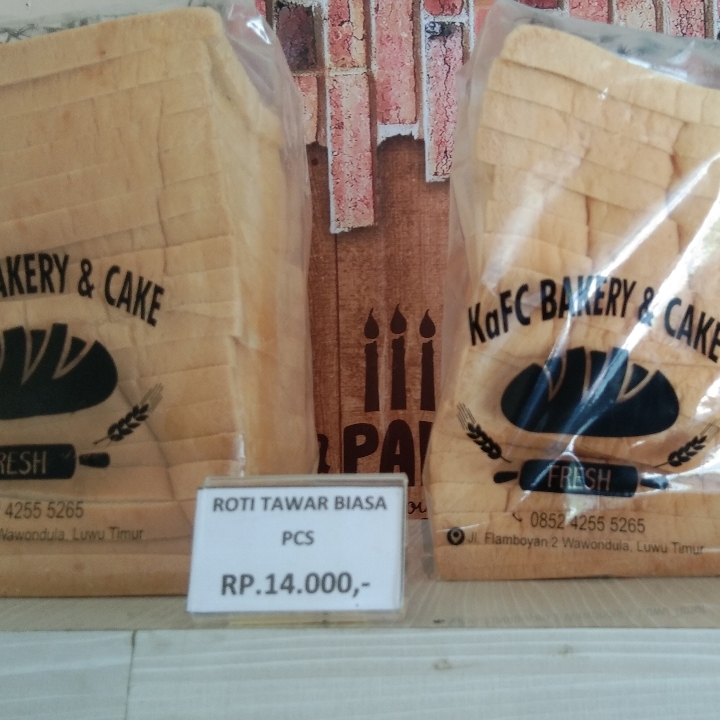 AKERY & CAKE
RESH
4255 5265
Wawondula, Luwu Timur
KaFC BAKERY & CAKE
FRESH
0852 4255 5265
Jl. Flamboyan 2 Wawondula, Luwu Timur
ROTI TAWAR BIASA
PCS
RP.14.000,-